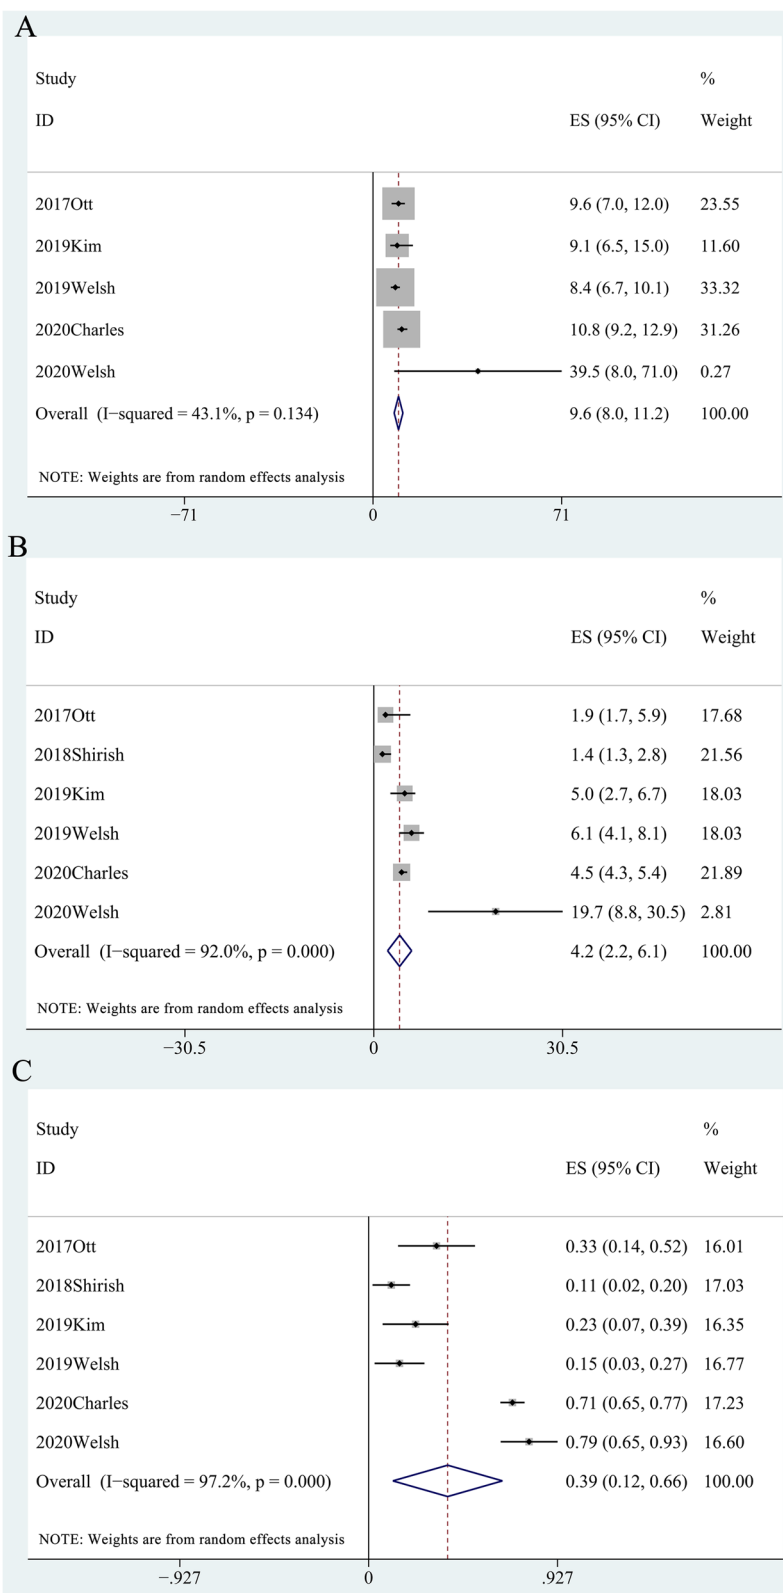 A
Study %
ID ES (95% CI) Weight
2017Ott 9.6 (7.0, 12.0) 23.55
2019Kim 9.1 (6.5, 15.0) 11.60
2019Welsh 8.4 (6.7, 10.1) 33.32
2020Charles 10.8 (9.2, 12.9) 31.26
2020Welsh 39.5 (8.0, 71.0) 0.27
Overall (I−squared = 43.1%, p = 0.134) 9.6 (8.0, 11.2) 100.00
NOTE: Weights are from random effects analysis
−71 0 71
B
Study %
ID ES (95% CI) Weight
2017Ott 1.9 (1.7, 5.9) 17.68
2018Shirish 1.4 (1.3, 2.8) 21.56
2019Kim 5.0 (2.7, 6.7) 18.03
2019Welsh 6.1 (4.1, 8.1) 18.03
2020Charles 4.5 (4.3, 5.4) 21.89
2020Welsh 19.7 (8.8, 30.5) 2.81
Overall (I−squared = 92.0%, p = 0.000) 4.2 (2.2, 6.1) 100.00
NOTE: Weights are from random effects analysis
−30.5 0 30.5
C
Study %
ID ES (95% CI) Weight
2017Ott 0.33 (0.14, 0.52) 16.01
2018Shirish 0.11 (0.02, 0.20) 17.03
2019Kim 0.23 (0.07, 0.39) 16.35
2019Welsh 0.15 (0.03, 0.27) 16.77
2020Charles 0.71 (0.65, 0.77) 17.23
2020Welsh 0.79 (0.65, 0.93) 16.60
Overall (I−squared = 97.2%, p = 0.000) 0.39 (0.12, 0.66) 100.00
NOTE: Weights are from random effects analysis
−.927 0 .927